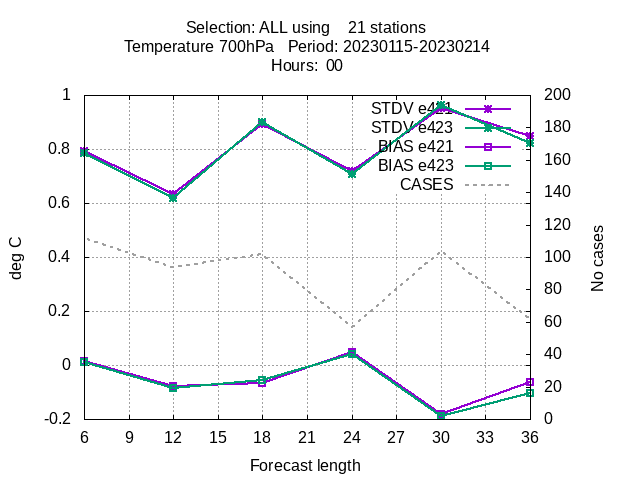 Selection: ALL using 21 stations
Temperature 700hPa Period: 20230115-20230214
Hours: 00
STDV e421
STDV e423
BIAS e421
BIAS e423
CASES
1
0.8
0.6
0.4
0.2
0
-0.2
deg C
200
180
160
140
120
100
80
60
40
20
0
No cases
6 9 12 15 18 21 24 27 30 33 36
Forecast length